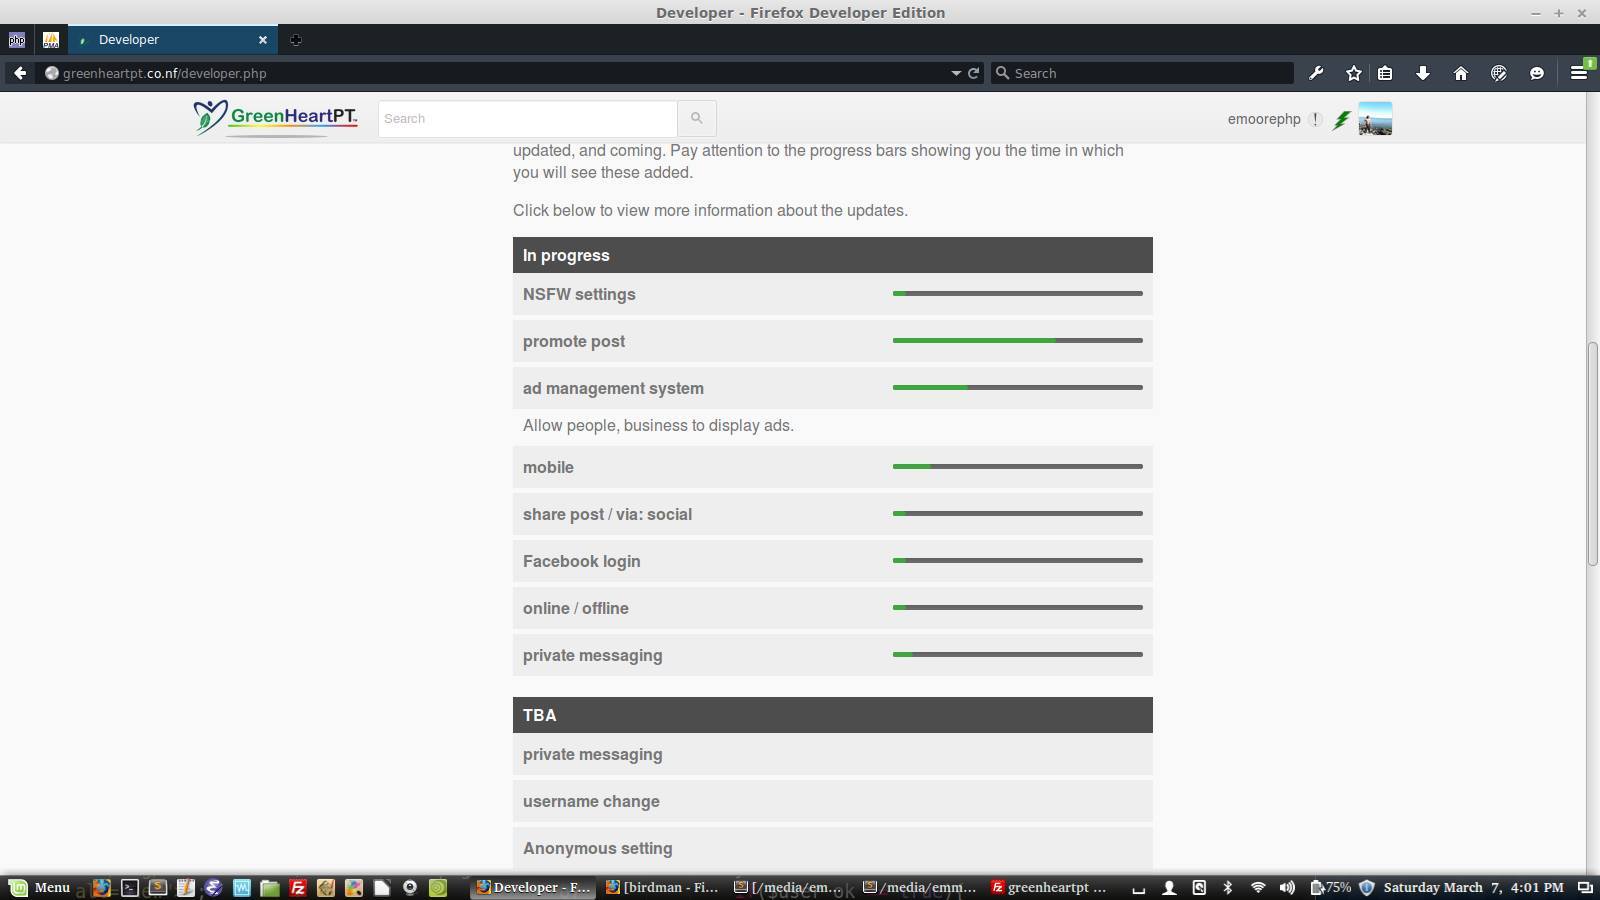 Developer - Firefox Developer Edition
php
PMA
Developer
greenheartpt.co.nf/developer.php
Search
GreenHeartPT
Search
emoorephp
updated, and coming. Pay attention to the progress bars showing you the time in which
you will see these added.
Click below to view more information about the updates.
In progress
NSFW settings
promote post
ad management system
Allow people, business to display ads.
mobile
share post / via: social
Facebook login
online / offline
private messaging
TBA
private messaging
username change
Anonymous setting
Menu
Developer - F...
[birdman - Fi...
[/media/em...
/media/emm...
greenheartpt ...
75%
Saturday March 7, 4:01 PM